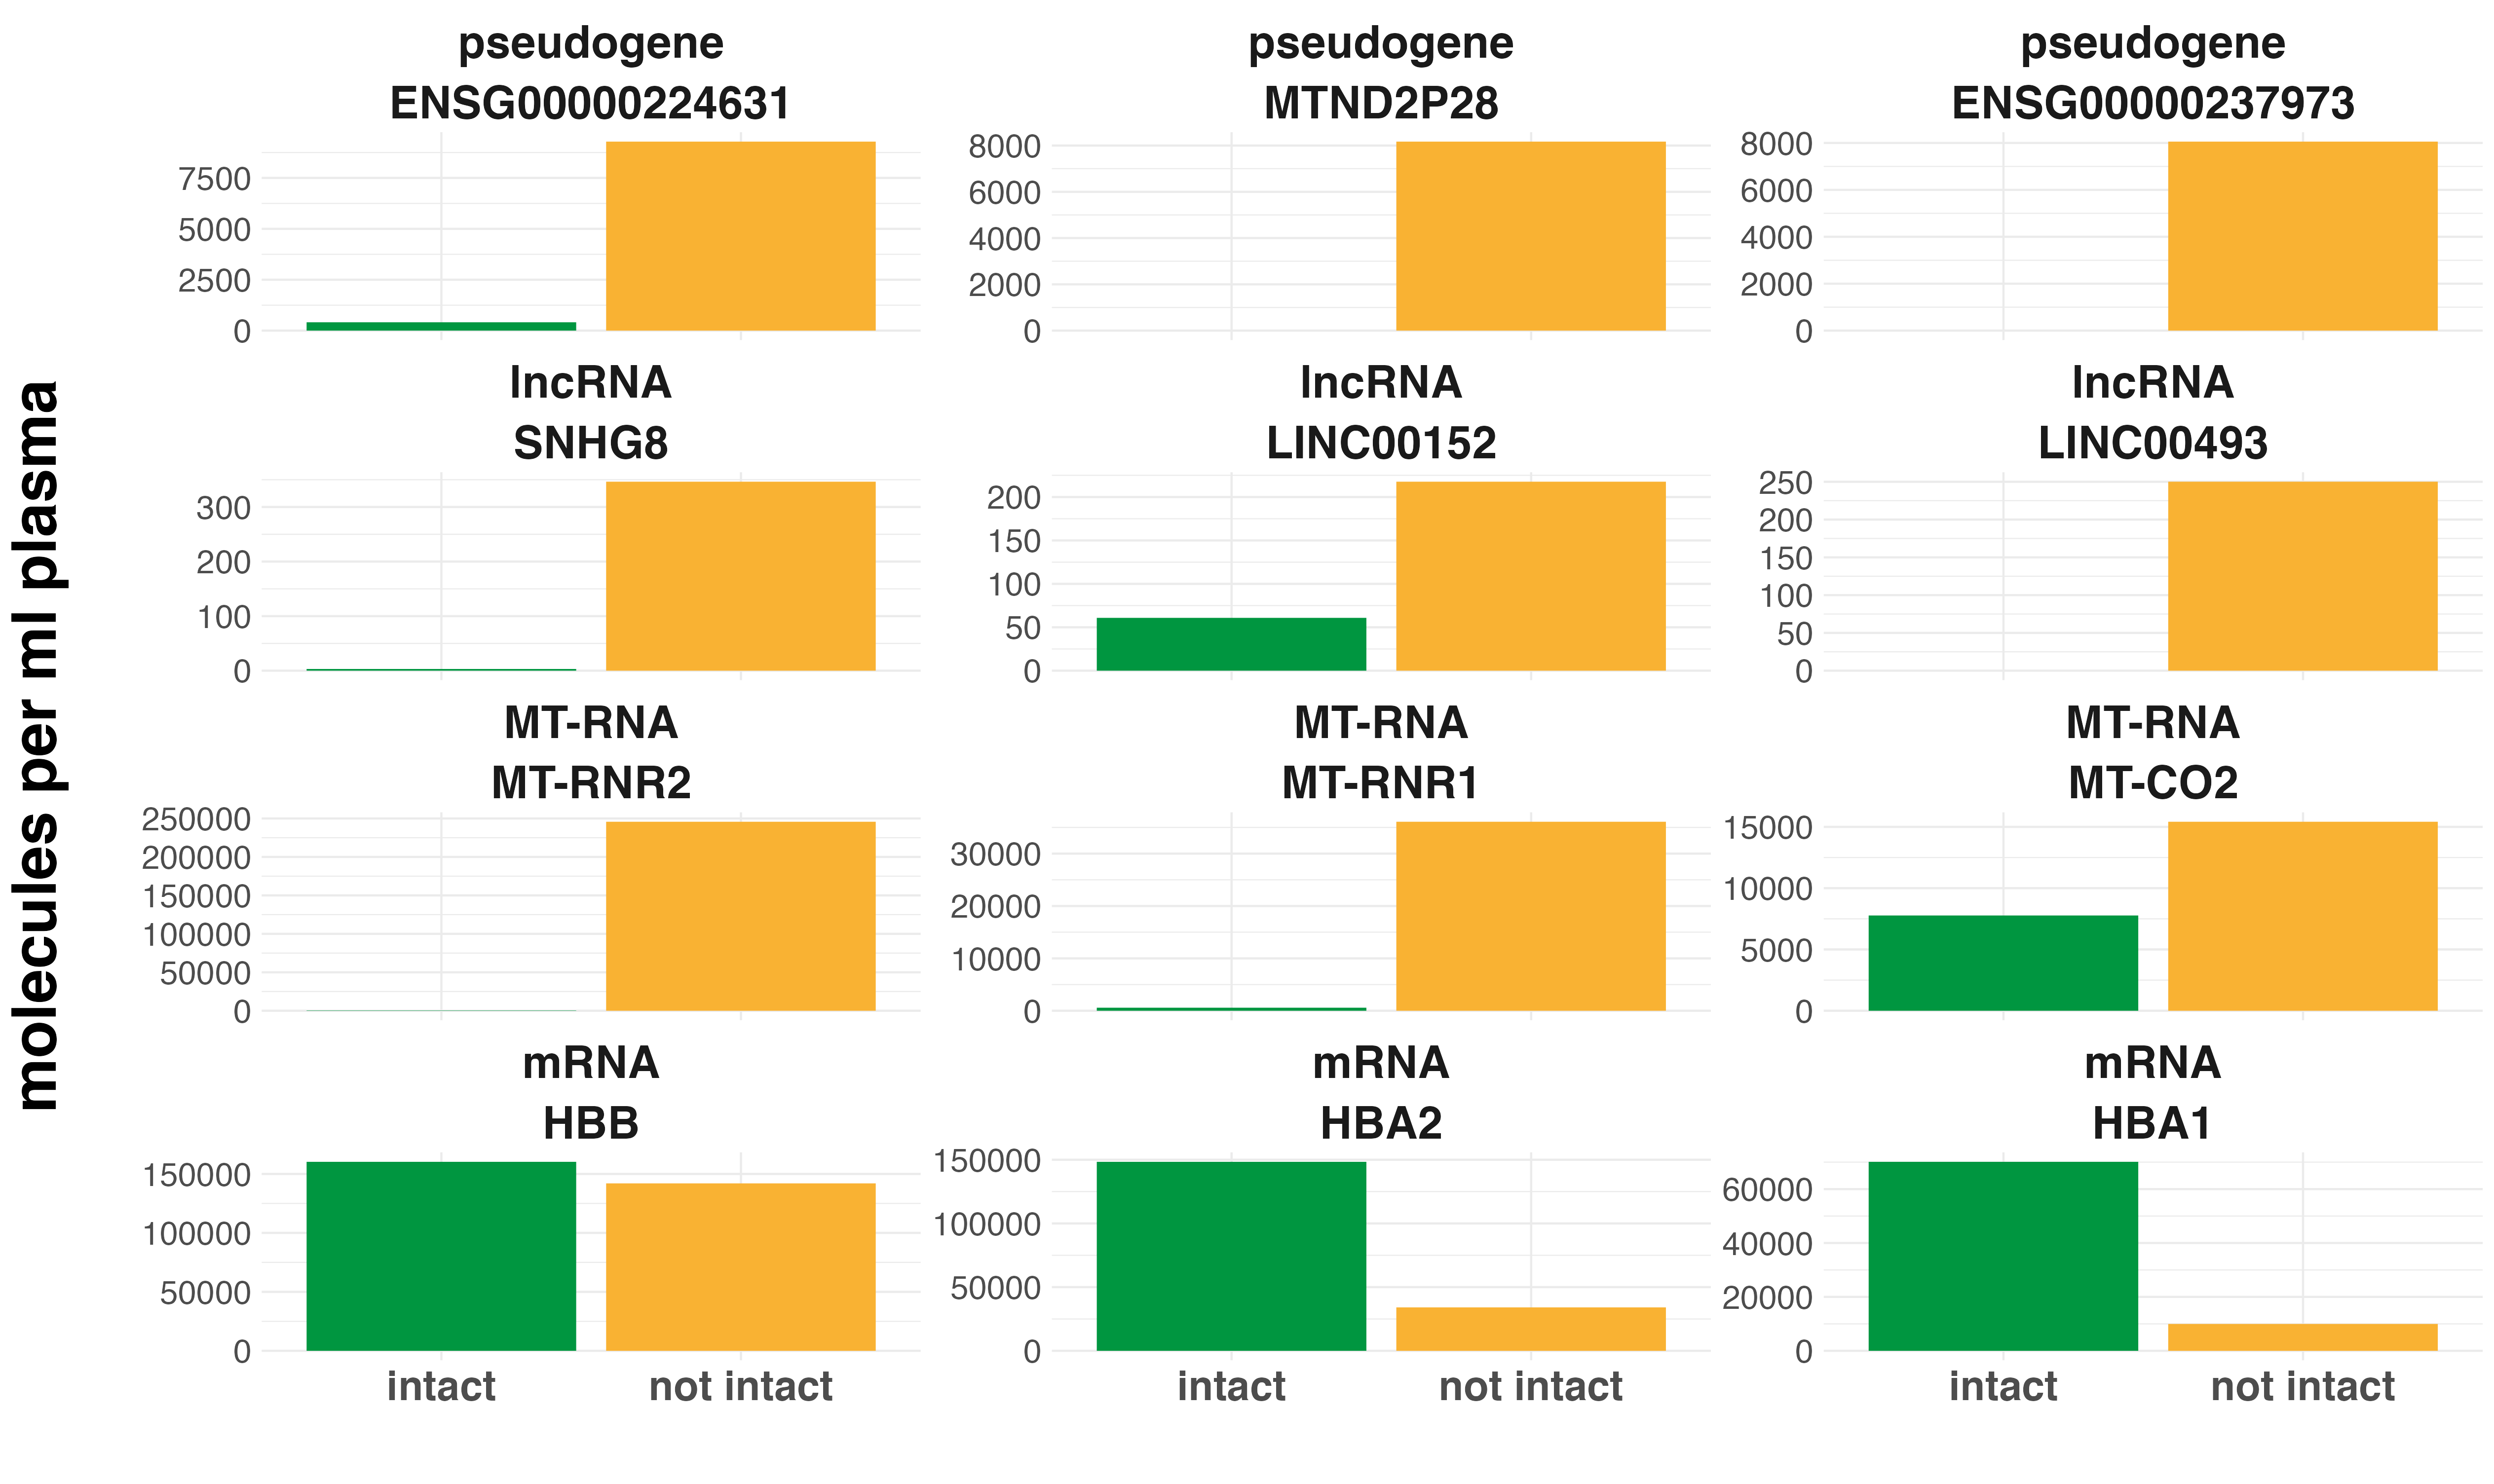 molecules per ml plasma
pseudogene
ENSG00000224631
7500
5000
2500
0
pseudogene
MTND2P28
8000
6000
4000
2000
0
pseudogene
ENSG00000237973
8000
6000
4000
2000
0
lncRNA
SNHG8
300
200
100
0
lncRNA
LINC00152
200
150
100
50
0
lncRNA
LINC00493
250
200
150
100
50
0
MT-RNA
MT-RNR2
250000
200000
150000
100000
50000
0
MT-RNA
MT-RNR1
30000
20000
10000
0
MT-RNA
MT-CO2
15000
10000
5000
0
mRNA
HBB
150000
100000
50000
0
intact not intact
mRNA
HBA2
150000
100000
50000
0
intact not intact
mRNA
HBA1
60000
40000
20000
0
intact not intact